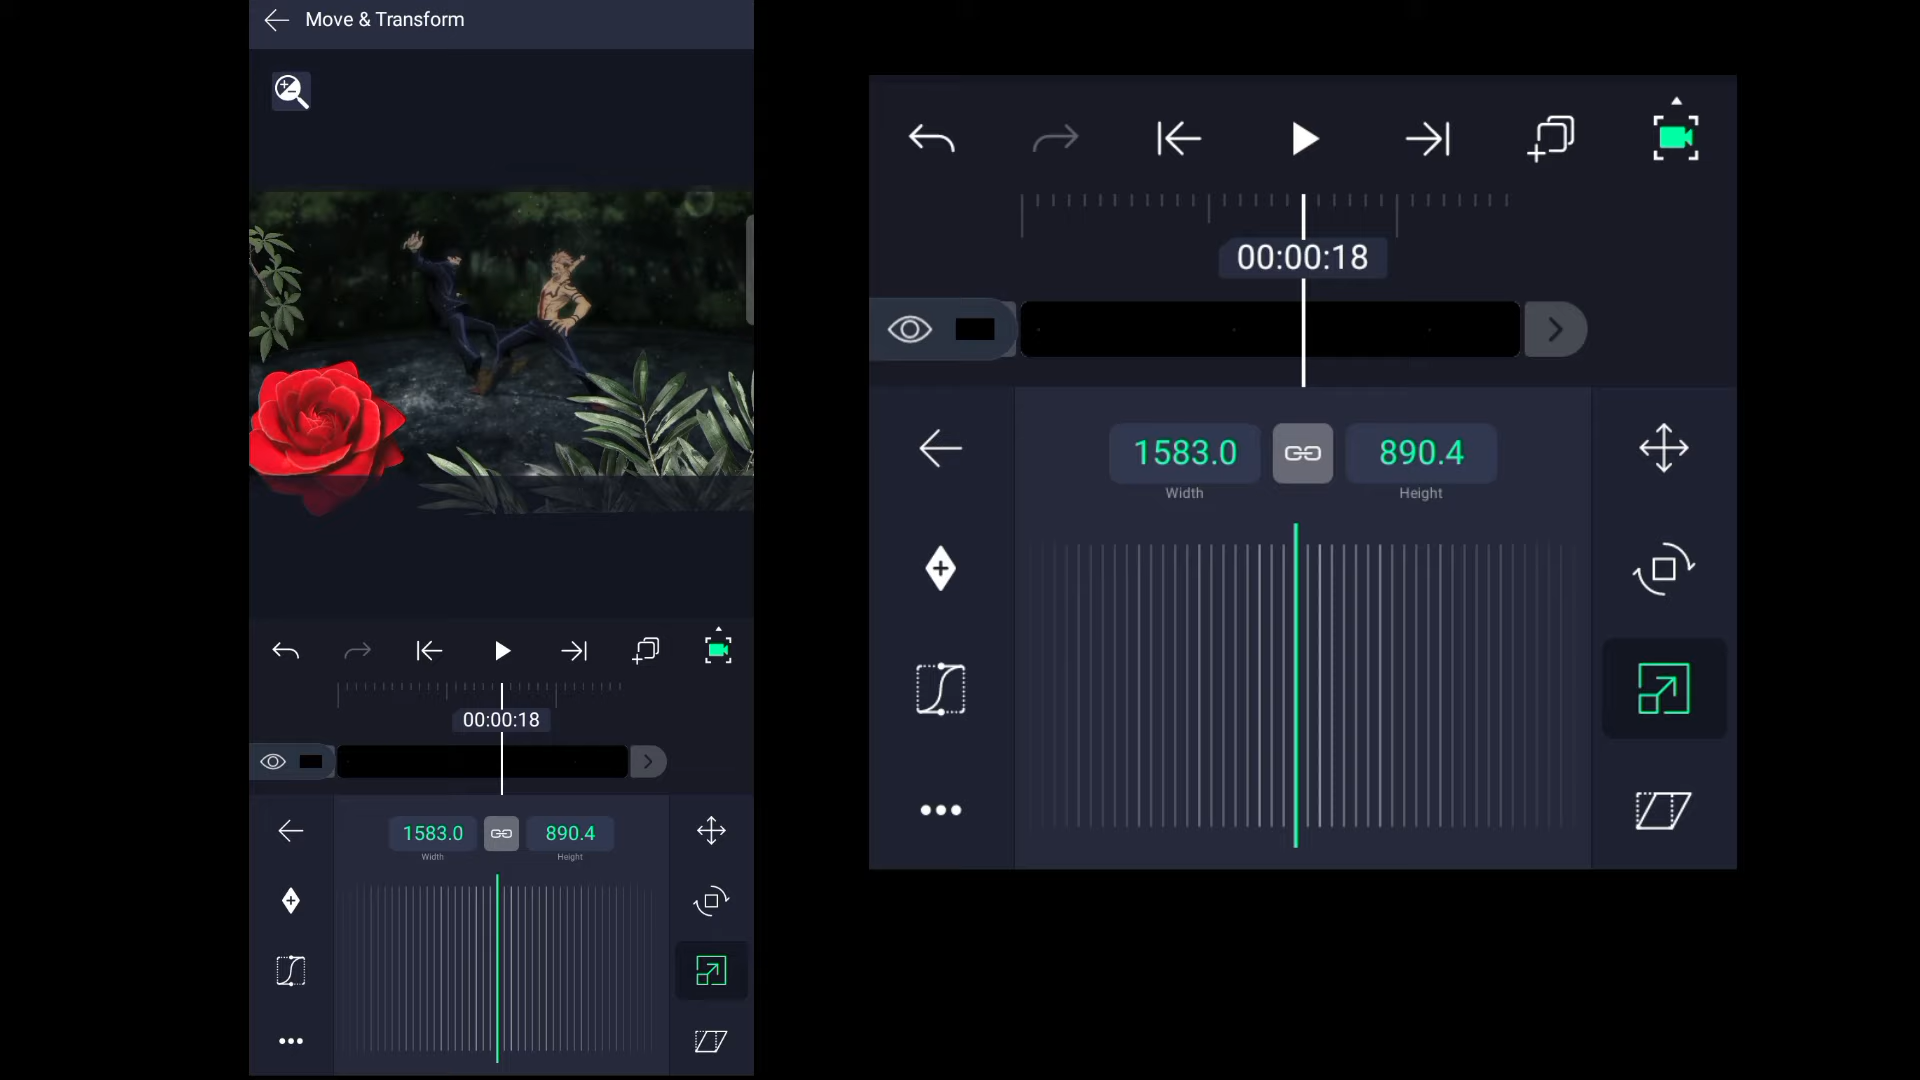 Move & Transform
00:00:18
1583.0
890.4
Width
Height
00:00:18
1583.0
890.4
Width
Height